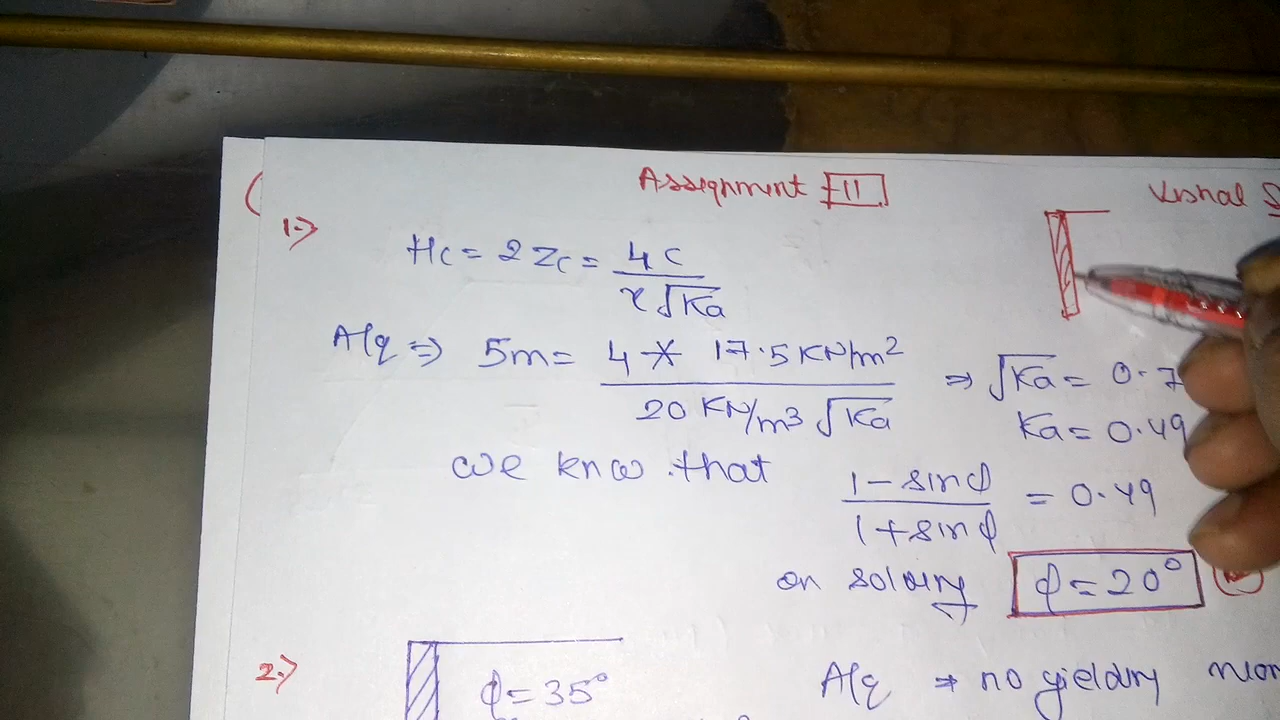 Assignment - II
Vishal S
1.>
Hc = 2Zc = 4C / γ√Ka
A/q ⇒ 5m = 4 * 17.5 KN/m² / 20 KN/m³ √Ka ⇒ √Ka = 0.7
Ka = 0.49
we know that 1 - sinφ / 1 + sinφ = 0.49
on solving φ = 20°
2.>
φ = 35°
A/q ⇒ no yielding